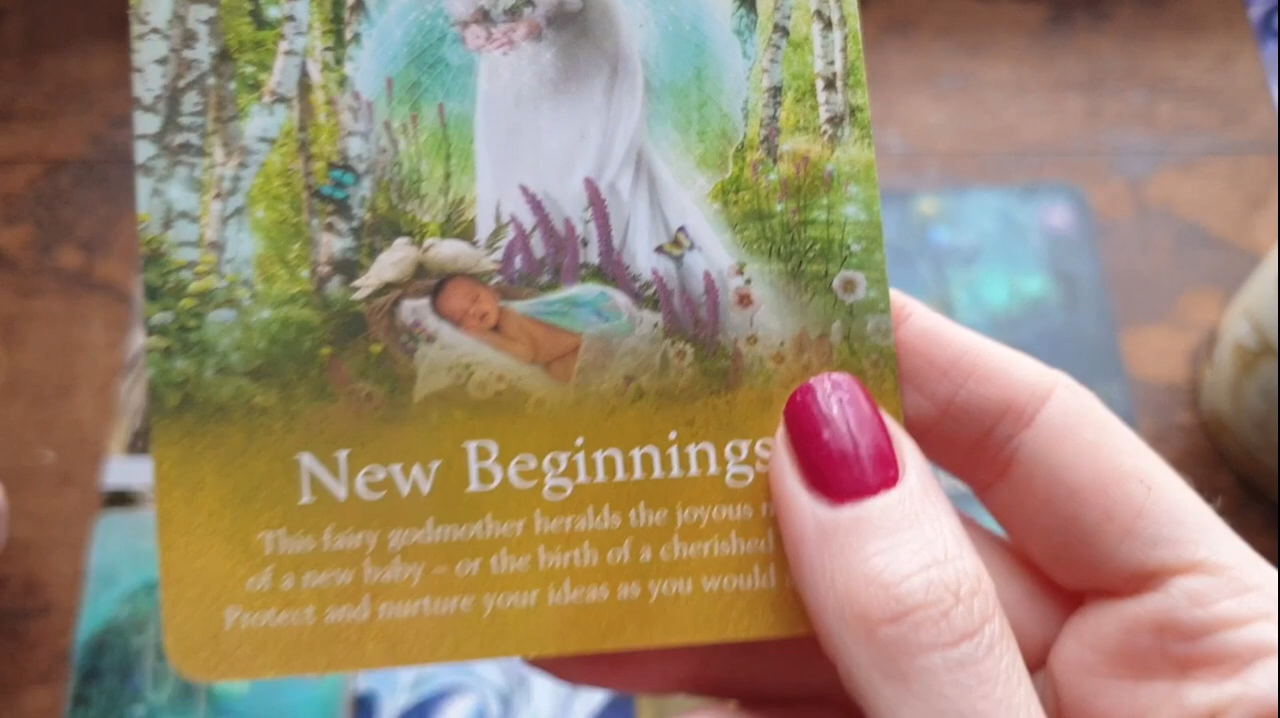 New Beginnings
This fairy godmother heralds the joyous
of a new baby – or the birth of a cherished
Protect and nurture your ideas as you would